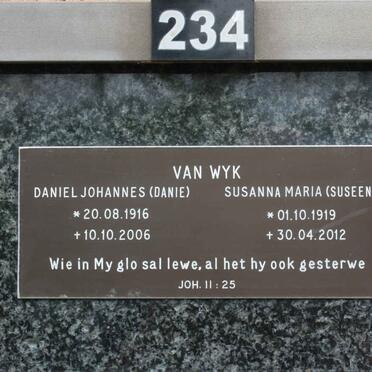 234
VAN WYK
DANIEL JOHANNES (DANIE) SUSANNA MARIA (SUSEEN
* 20.08.1916 * 01.10.1919
+ 10.10.2006 + 30.04.2012
Wie in My glo sal lewe, al het hy ook gesterwe
JOH. 11 : 25